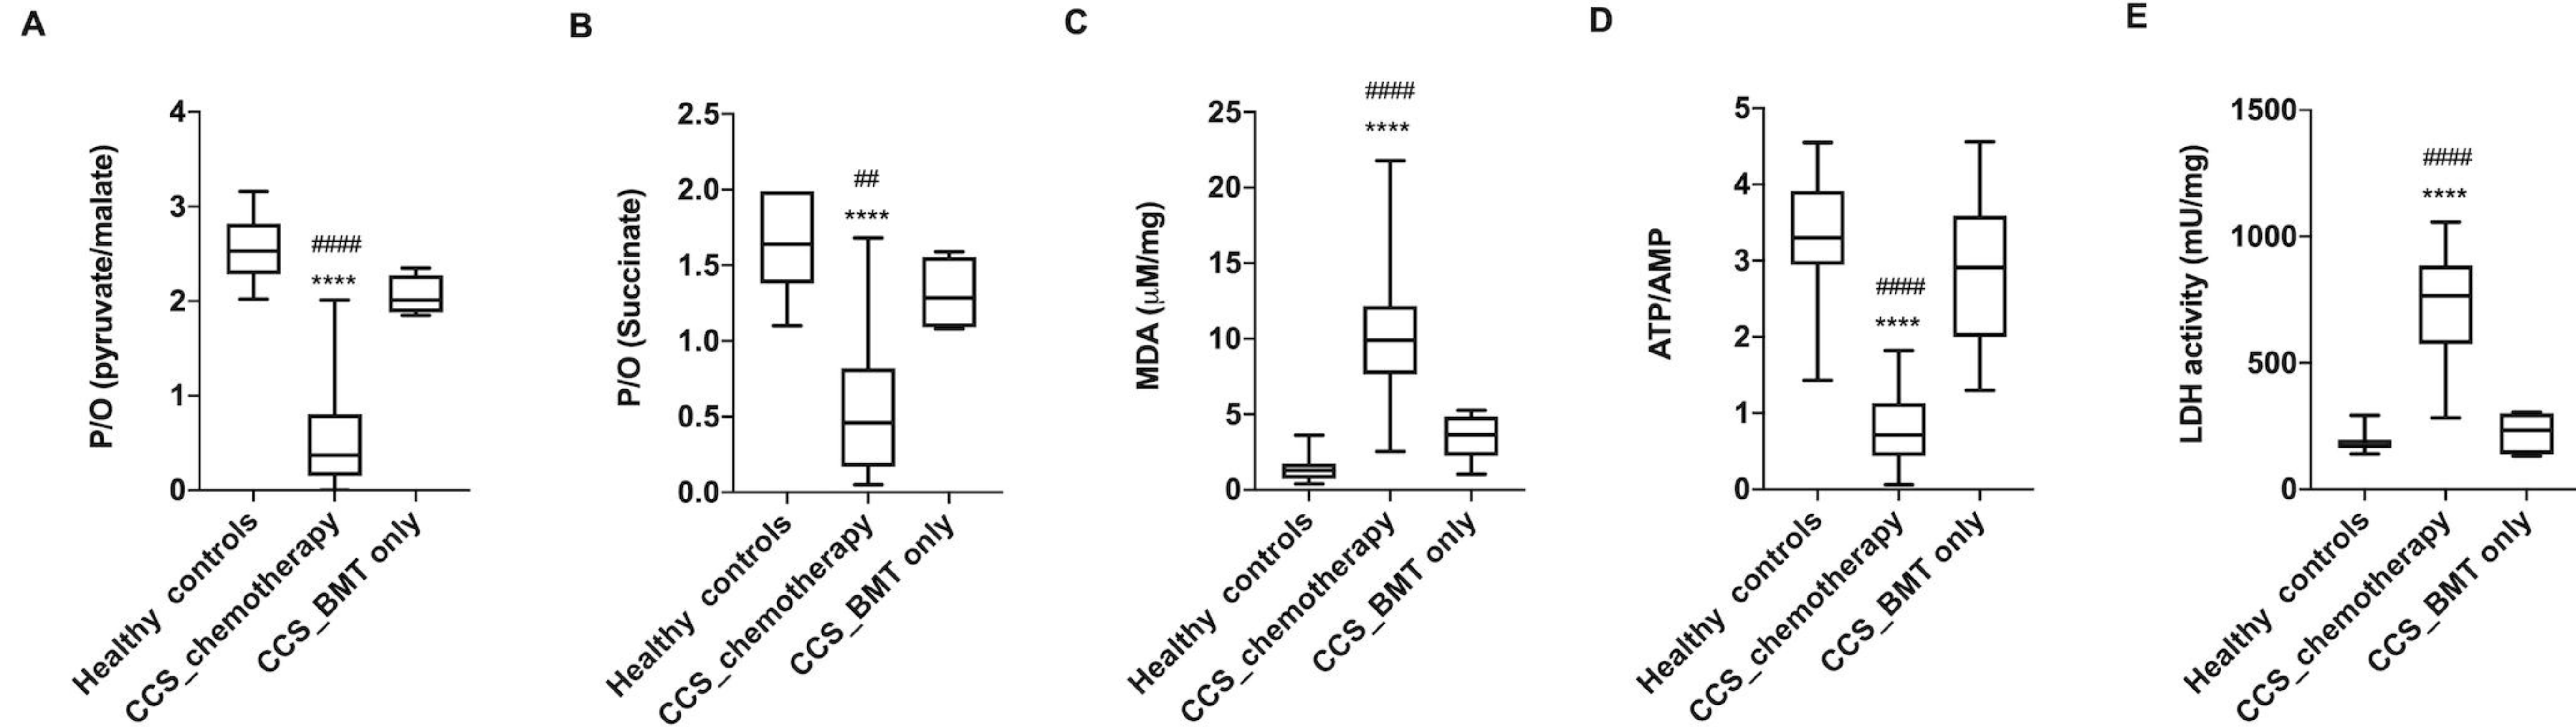 A
P/O (pyruvate/malate)
4
3
2
1
0
####
****
Healthy controls
CCS_chemotherapy
CCS_BMT only
B
P/O (Succinate)
2.5
2.0
1.5
1.0
0.5
0.0
##
****
Healthy controls
CCS_chemotherapy
CCS_BMT only
C
MDA (μM/mg)
25
20
15
10
5
0
####
****
Healthy controls
CCS_chemotherapy
CCS_BMT only
D
ATP/AMP
5
4
3
2
1
0
####
****
Healthy controls
CCS_chemotherapy
CCS_BMT only
E
LDH activity (mU/mg)
1500
1000
500
0
####
****
Healthy controls
CCS_chemotherapy
CCS_BMT only